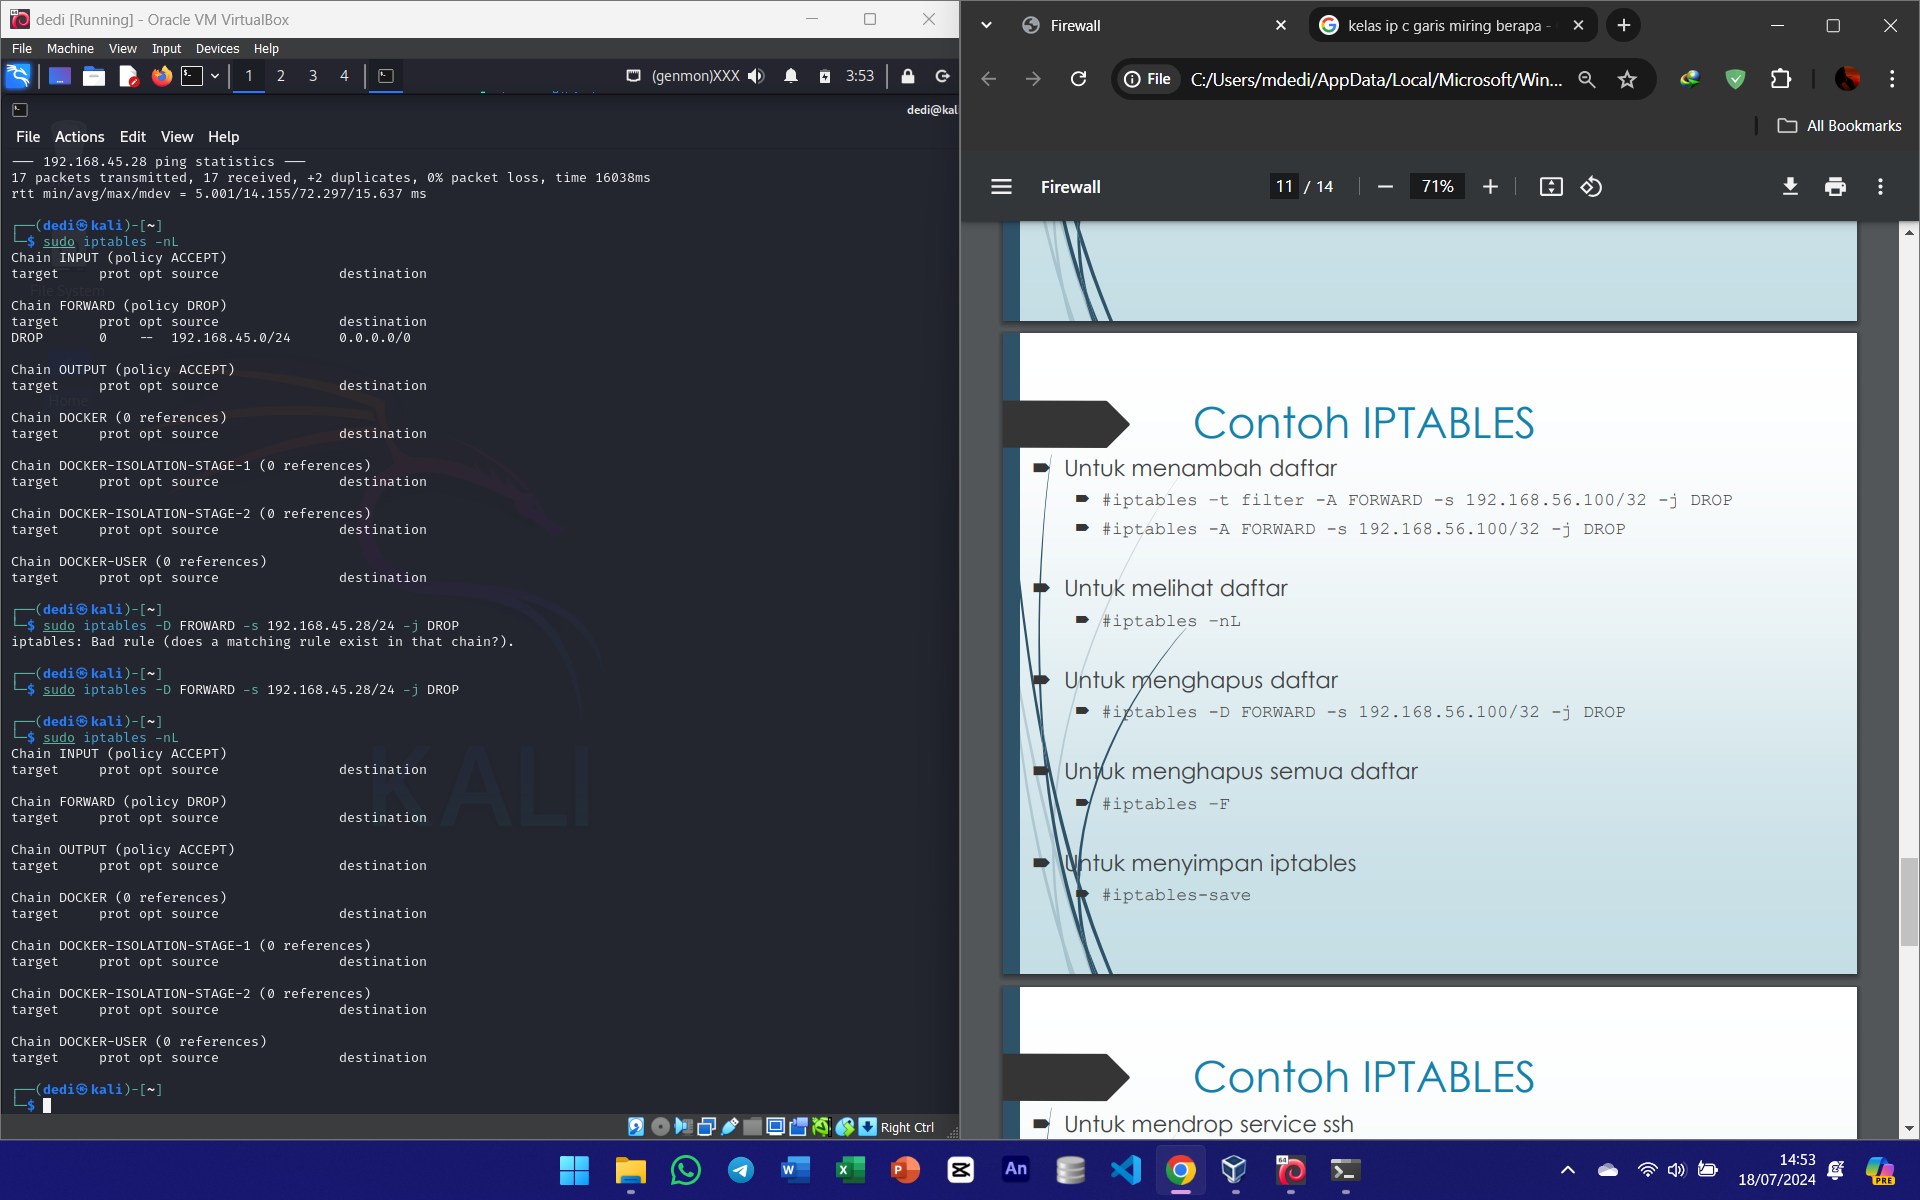 dedi [Running] - Oracle VM VirtualBox
File Machine View Input Devices Help
1 2 3 4
(genmon)XXX 3:53
dedi@kal
File Actions Edit View Help
— 192.168.45.28 ping statistics —
17 packets transmitted, 17 received, +2 duplicates, 0% packet loss, time 16038ms
rtt min/avg/max/mdev = 5.001/14.155/72.297/15.637 ms
┌──(dedi㉿kali)-[~]
└─$ sudo iptables -nL
Chain INPUT (policy ACCEPT)
target prot opt source destination
File System
Chain FORWARD (policy DROP)
target prot opt source destination
DROP 0 -- 192.168.45.0/24 0.0.0.0/0
Chain OUTPUT (policy ACCEPT)
target prot opt source destination
Home
Chain DOCKER (0 references)
target prot opt source destination
Chain DOCKER-ISOLATION-STAGE-1 (0 references)
target prot opt source destination
Chain DOCKER-ISOLATION-STAGE-2 (0 references)
target prot opt source destination
Chain DOCKER-USER (0 references)
target prot opt source destination
┌──(dedi㉿kali)-[~]
└─$ sudo iptables -D FROWARD -s 192.168.45.28/24 -j DROP
iptables: Bad rule (does a matching rule exist in that chain?).
┌──(dedi㉿kali)-[~]
└─$ sudo iptables -D FORWARD -s 192.168.45.28/24 -j DROP
┌──(dedi㉿kali)-[~]
└─$ sudo iptables -nL
Chain INPUT (policy ACCEPT)
target prot opt source destination
KALI
Chain FORWARD (policy DROP)
target prot opt source destination
Chain OUTPUT (policy ACCEPT)
target prot opt source destination
Chain DOCKER (0 references)
target prot opt source destination
Chain DOCKER-ISOLATION-STAGE-1 (0 references)
target prot opt source destination
Chain DOCKER-ISOLATION-STAGE-2 (0 references)
target prot opt source destination
Chain DOCKER-USER (0 references)
target prot opt source destination
┌──(dedi㉿kali)-[~]
└─$
Right Ctrl
Firewall
kelas ip c garis miring berapa -
File C:/Users/mdedi/AppData/Local/Microsoft/Win...
All Bookmarks
Firewall 11 / 14 71%
Contoh IPTABLES
Untuk menambah daftar
#iptables –t filter -A FORWARD -s 192.168.56.100/32 -j DROP
#iptables -A FORWARD -s 192.168.56.100/32 -j DROP
Untuk melihat daftar
#iptables –nL
Untuk menghapus daftar
#iptables -D FORWARD -s 192.168.56.100/32 -j DROP
Untuk menghapus semua daftar
#iptables –F
Untuk menyimpan iptables
#iptables-save
Contoh IPTABLES
Untuk mendrop service ssh
An
64
14:53
18/07/2024
PRE